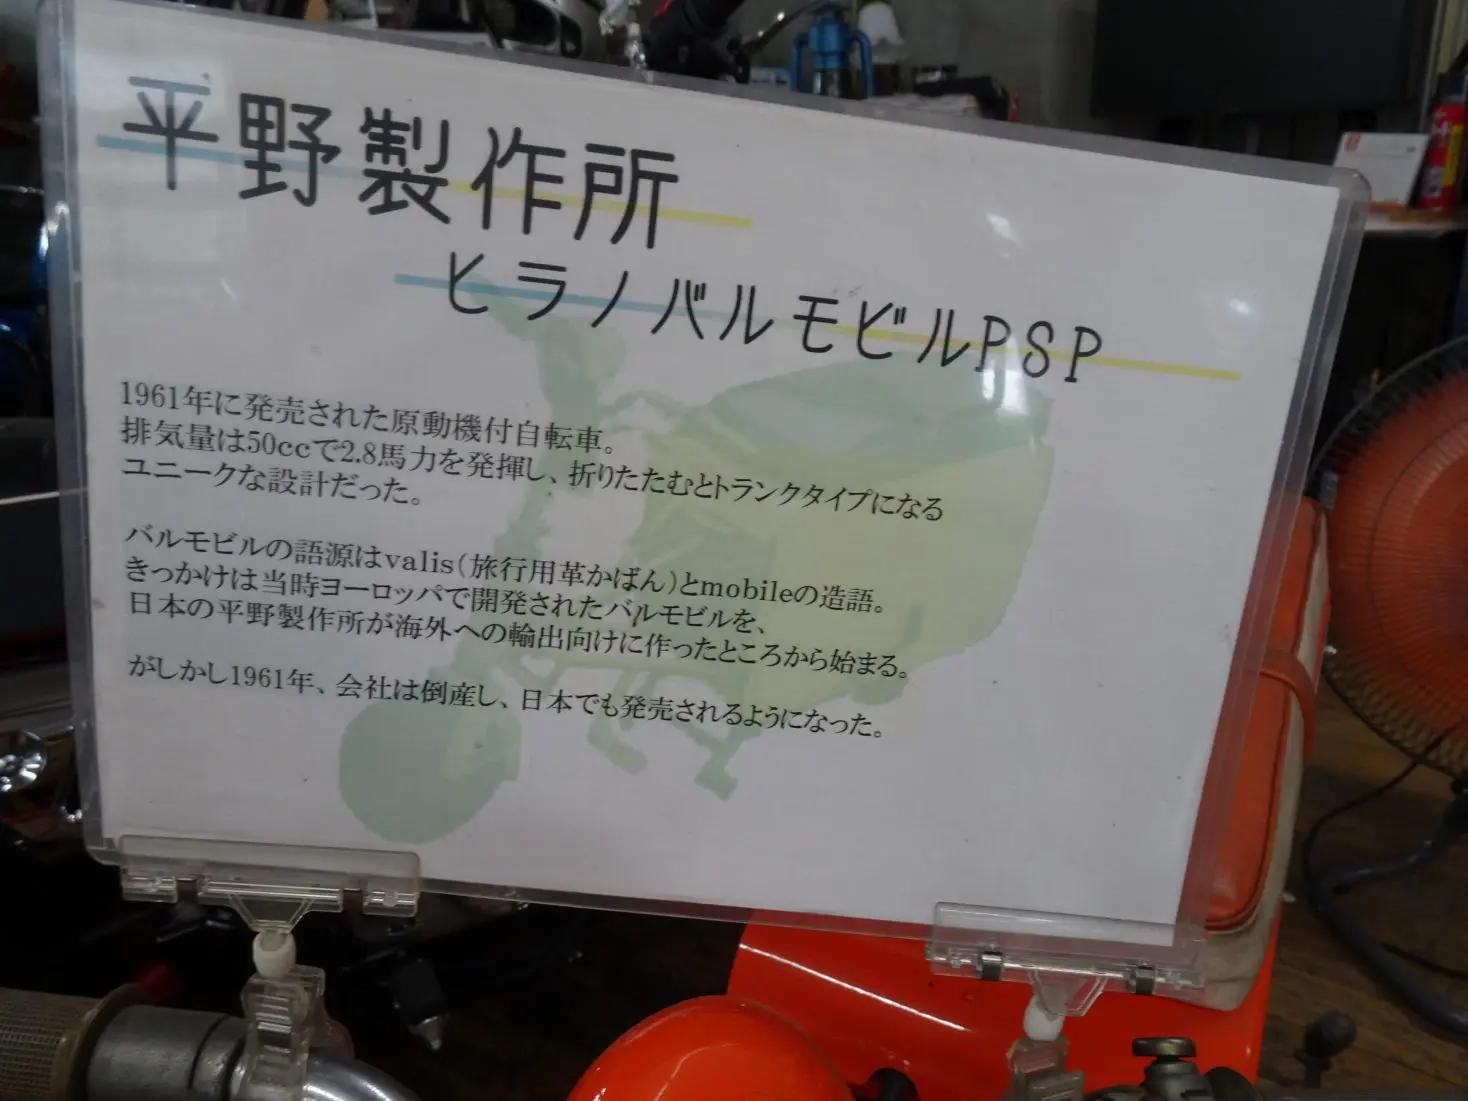 平野製作所
ヒラノバルモビルPSP
1961年に発売された原動機付自転車。
排気量は50ccで2.8馬力を発揮し、折りたたむとトランクタイプになる
ユニークな設計だった。
バルモビルの語源はvalis(旅行用革かばん)とmobileの造語。
きっかけは当時ヨーロッパで開発されたバルモビルを、
日本の平野製作所が海外への輸出向けに作ったところから始まる。
がしかし1961年、会社は倒産し、日本でも発売されるようになった。